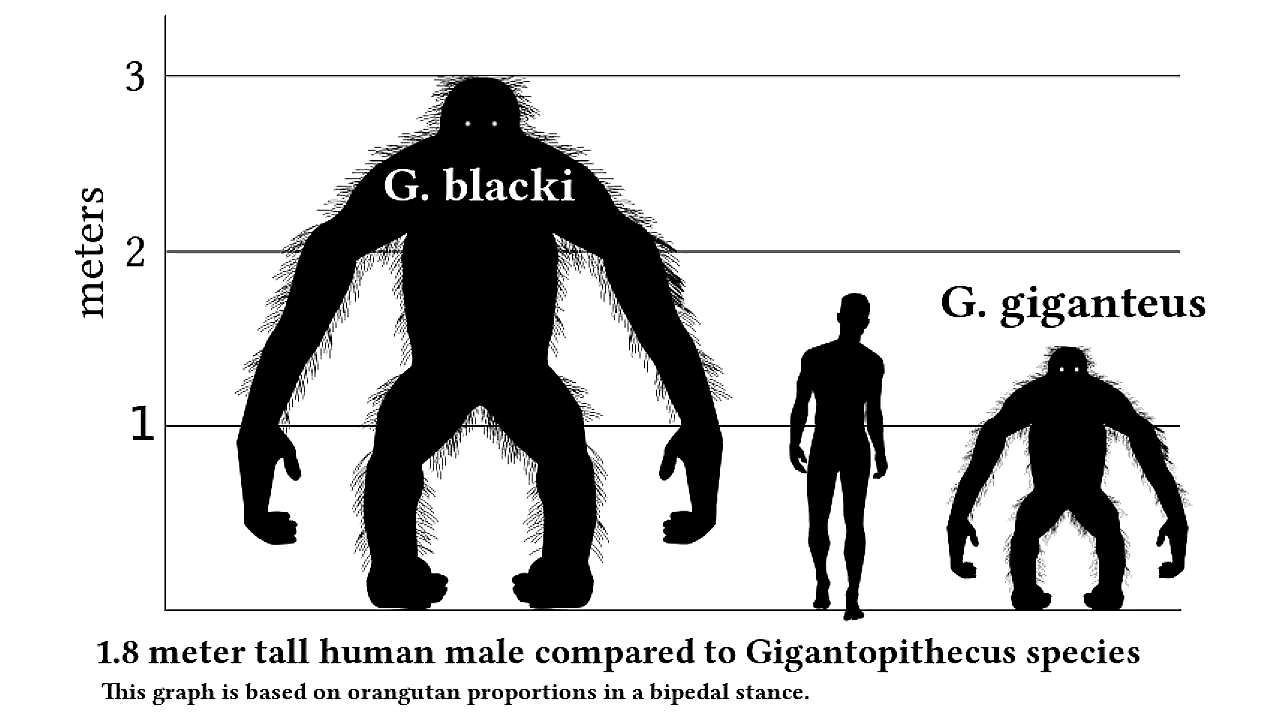 3
G. blacki
meters
2
G. giganteus
1
1.8 meter tall human male compared to Gigantopithecus species
This graph is based on orangutan proportions in a bipedal stance.